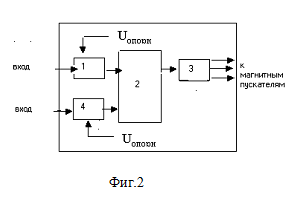 Uопорн
вход
1
2
3
к
магнитным
пускателям
вход
4
Uопорн
Фиг.2